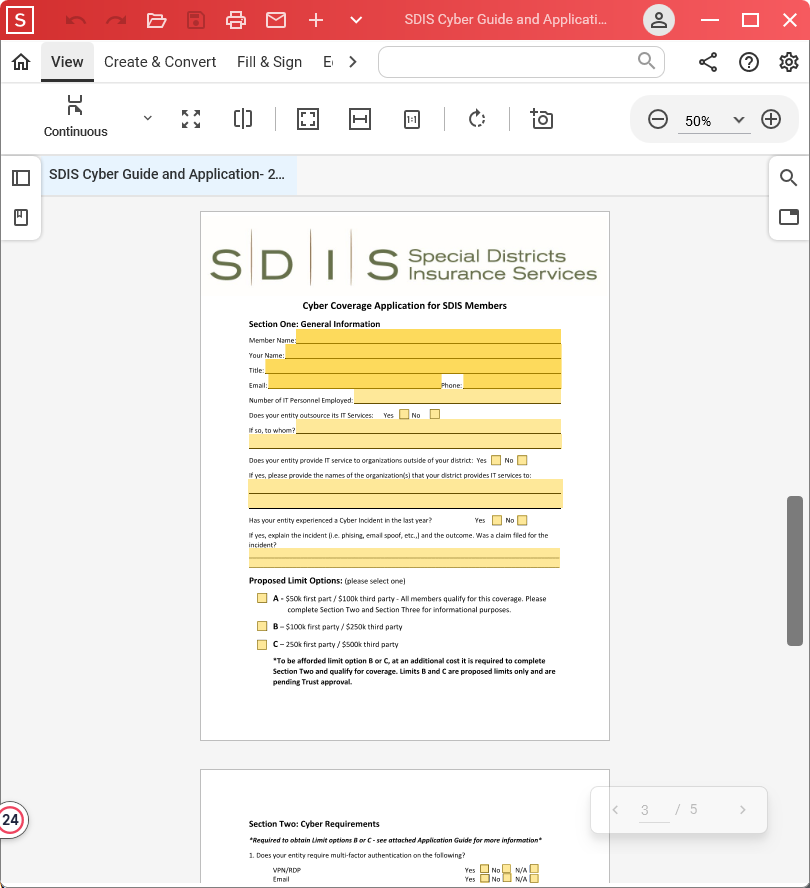 S
SDIS Cyber Guide and Applicati...
View
Create & Convert
Fill & Sign
Continuous
1:1
50%
SDIS Cyber Guide and Application- 2...
SDIS Special Districts
Insurance Services
Cyber Coverage Application for SDIS Members
Section One: General Information
Member Name:
Your Name:
Title:
Email: Phone:
Number of IT Personnel Employed:
Does your entity outsource its IT Services: Yes No
If so, to whom?
Does your entity provide IT service to organizations outside of your district: Yes No
If yes, please provide the names of the organization(s) that your district provides IT services to:
Has your entity experienced a Cyber Incident in the last year? Yes No
If yes, explain the incident (i.e. phising, email spoof, etc.,) and the outcome. Was a claim filed for the
incident?
Proposed Limit Options: (please select one)
A - $50k first part / $100k third party - All members qualify for this coverage. Please
complete Section Two and Section Three for informational purposes.
B – $100k first party / $250k third party
C – 250k first party / $500k third party
*To be afforded limit option B or C, at an additional cost it is required to complete
Section Two and qualify for coverage. Limits B and C are proposed limits only and are
pending Trust approval.
3 / 5
24
Section Two: Cyber Requirements
*Required to obtain Limit options B or C - see attached Application Guide for more information*
1. Does your entity require multi-factor authentication on the following?
VPN/RDP Yes No N/A
Email Yes No N/A